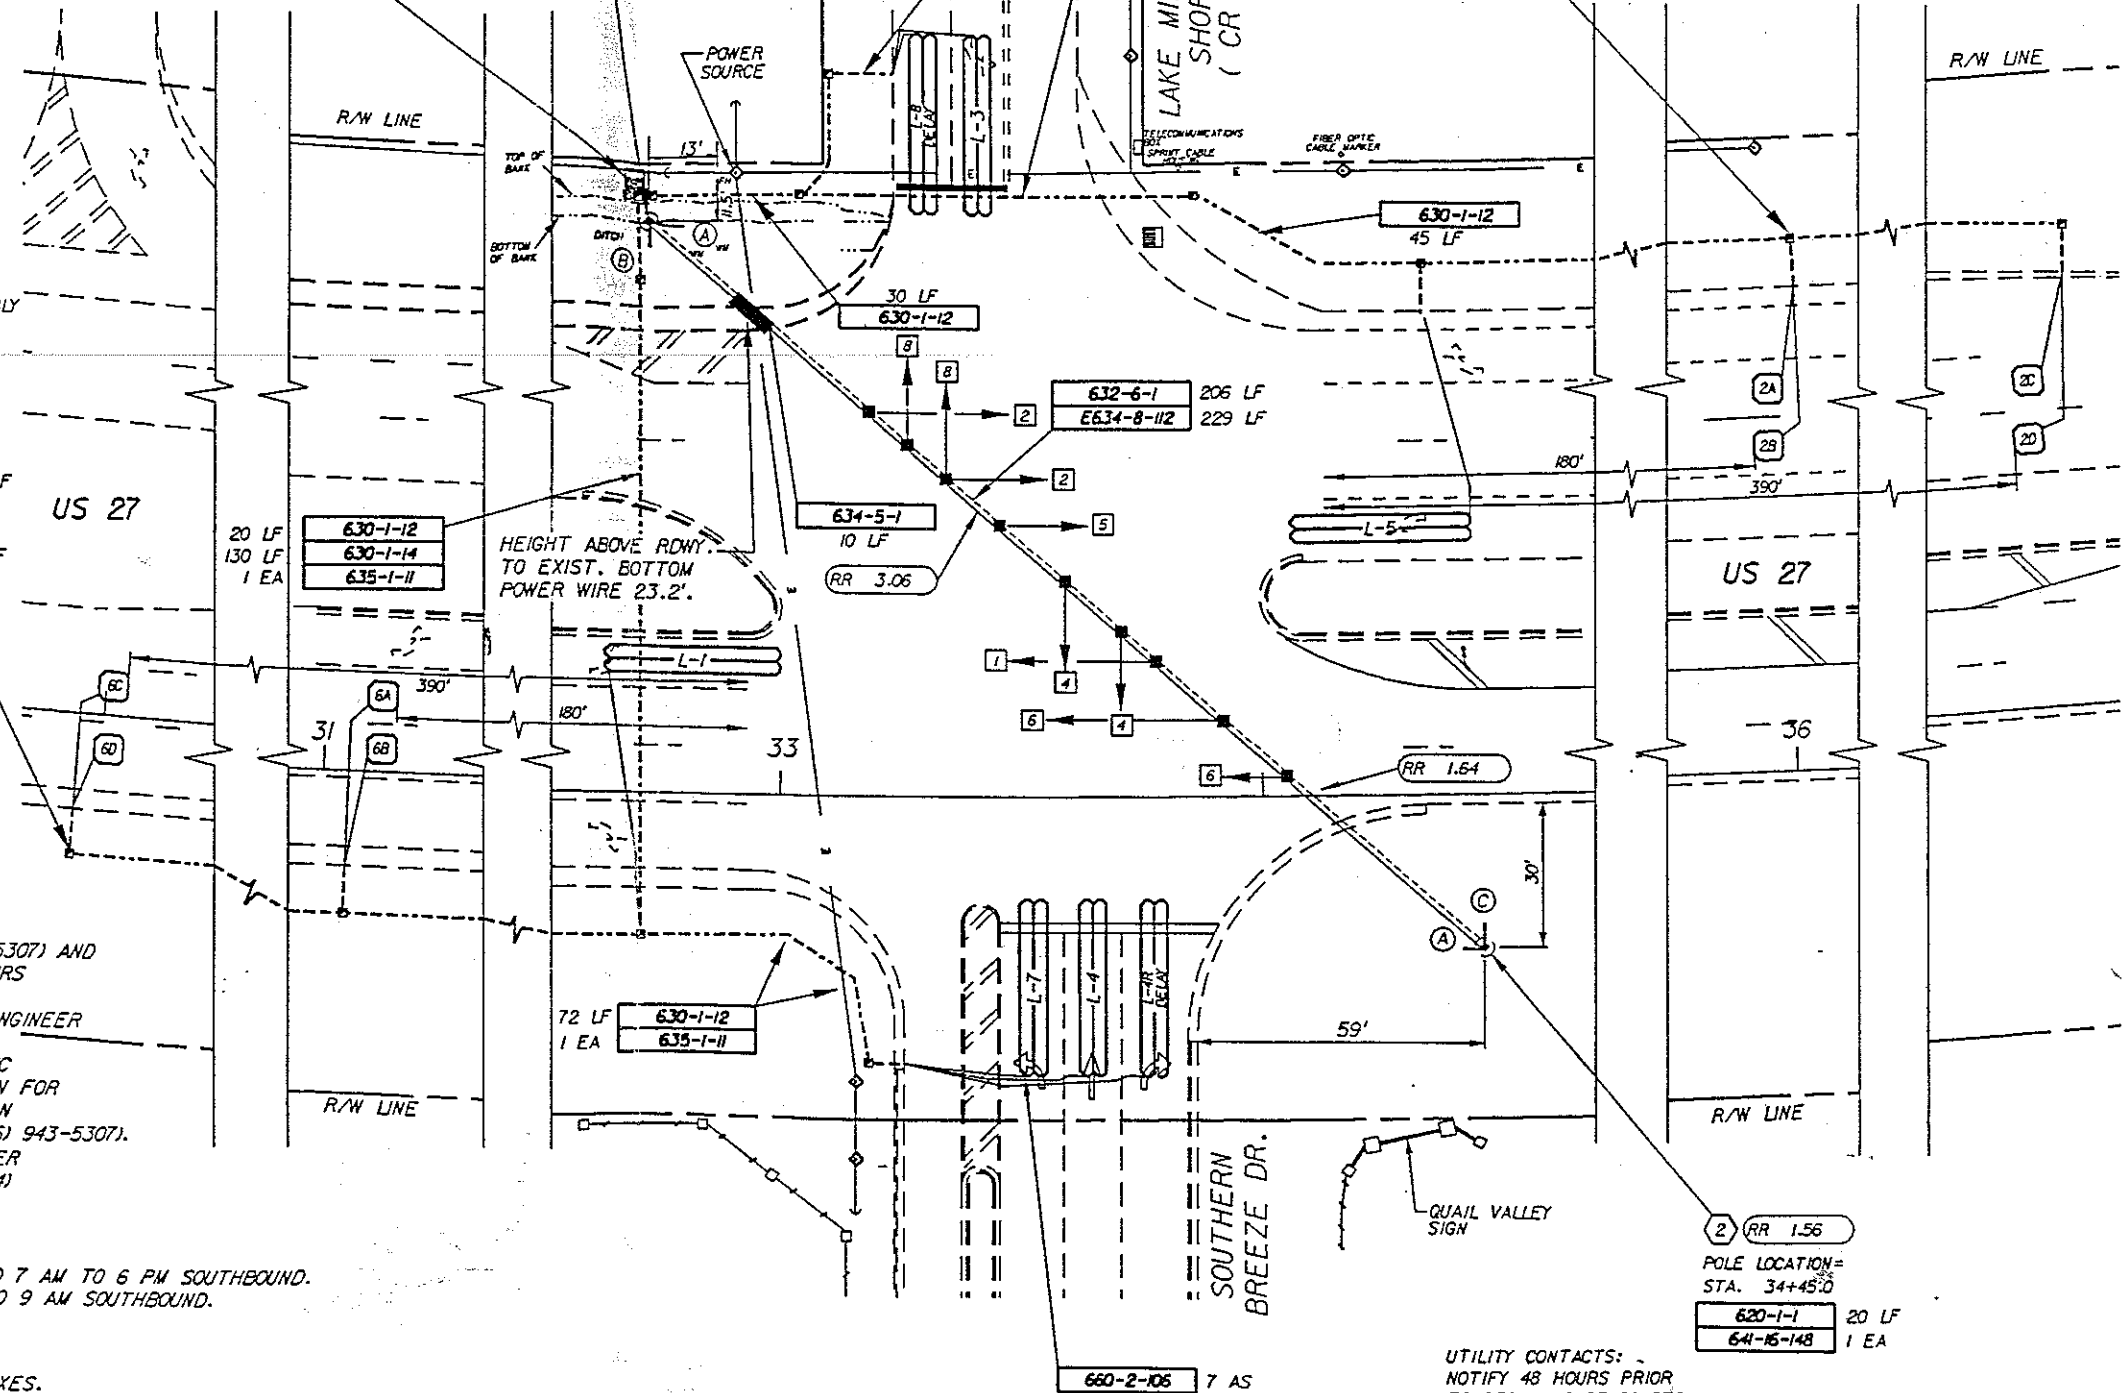 LAKE MI
SHOR
( CR
POWER
SOURCE
R/W LINE
R/W LINE
TOP OF
BANK
13'
11.5'
FH
L-8
DELAY
L-3
E
TELECOMMUNICATIONS
BOX
SPRINT CABLE
FIBER OPTIC
CABLE MARKER
E
E
BOTTOM
OF BANK
DITCH
A
B
630-1-12
45 LF
30 LF
630-1-12
8
8
2
2
5
632-6-1 206 LF
E634-8-112 229 LF
2A
2B
2C
2D
180'
390'
US 27
20 LF 630-1-12
130 LF 630-1-14
1 EA 635-1-11
HEIGHT ABOVE RDWY.
TO EXIST. BOTTOM
POWER WIRE 23.2'.
634-5-1
10 LF
RR 3.06
L-5
US 27
L-1
390'
180'
6C
6D
6A
6B
31
33
36
1
4
6
4
6
RR 1.64
30'
C
A
59'
5307) AND
RS
NGINEER
C
N FOR
N
) 943-5307).
ER
)
72 LF 630-1-12
1 EA 635-1-11
L-7
L-4
L-4R
DELAY
R/W LINE
R/W LINE
SOUTHERN
BREEZE DR.
QUAIL VALLEY
SIGN
2 RR 1.56
POLE LOCATION=
STA. 34+45.0
620-1-1 20 LF
641-16-148 1 EA
O 7 AM TO 6 PM SOUTHBOUND.
O 9 AM SOUTHBOUND.
XES.
660-2-106 7 AS
UTILITY CONTACTS:
NOTIFY 48 HOURS PRIOR